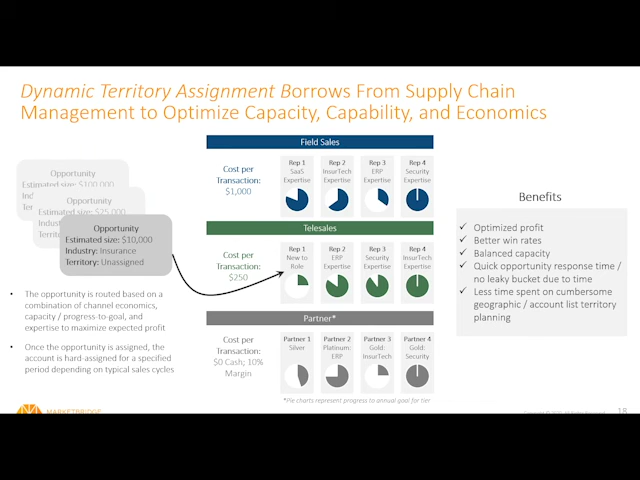 Dynamic Territory Assignment Borrows From Supply Chain
Management to Optimize Capacity, Capability, and Economics
Opportunity
Estimated size: $100,000
Opportunity
Estimated size: $25,000
Opportunity
Estimated size: $10,000
Industry: Insurance
Territory: Unassigned
• The opportunity is routed based on a
combination of channel economics,
capacity / progress-to-goal, and
expertise to maximize expected profit
• Once the opportunity is assigned, the
account is hard-assigned for a specified
period depending on typical sales cycles
Field Sales
Cost per
Transaction:
$1,000
Rep 1
SaaS
Expertise
Rep 2
InsurTech
Expertise
Rep 3
ERP
Expertise
Rep 4
Security
Expertise
Telesales
Cost per
Transaction:
$250
Rep 1
New to
Role
Rep 2
ERP
Expertise
Rep 3
Security
Expertise
Rep 4
InsurTech
Expertise
Partner*
Cost per
Transaction:
$0 Cash; 10%
Margin
Partner 1
Silver
Partner 2
Platinum:
ERP
Partner 3
Gold:
InsurTech
Partner 4
Gold:
Security
*Pie charts represent progress to annual goal for tier
Benefits
✓ Optimized profit
✓ Better win rates
✓ Balanced capacity
✓ Quick opportunity response time /
no leaky bucket due to time
✓ Less time spent on cumbersome
geographic / account list territory
planning
MARKETBRIDGE
18